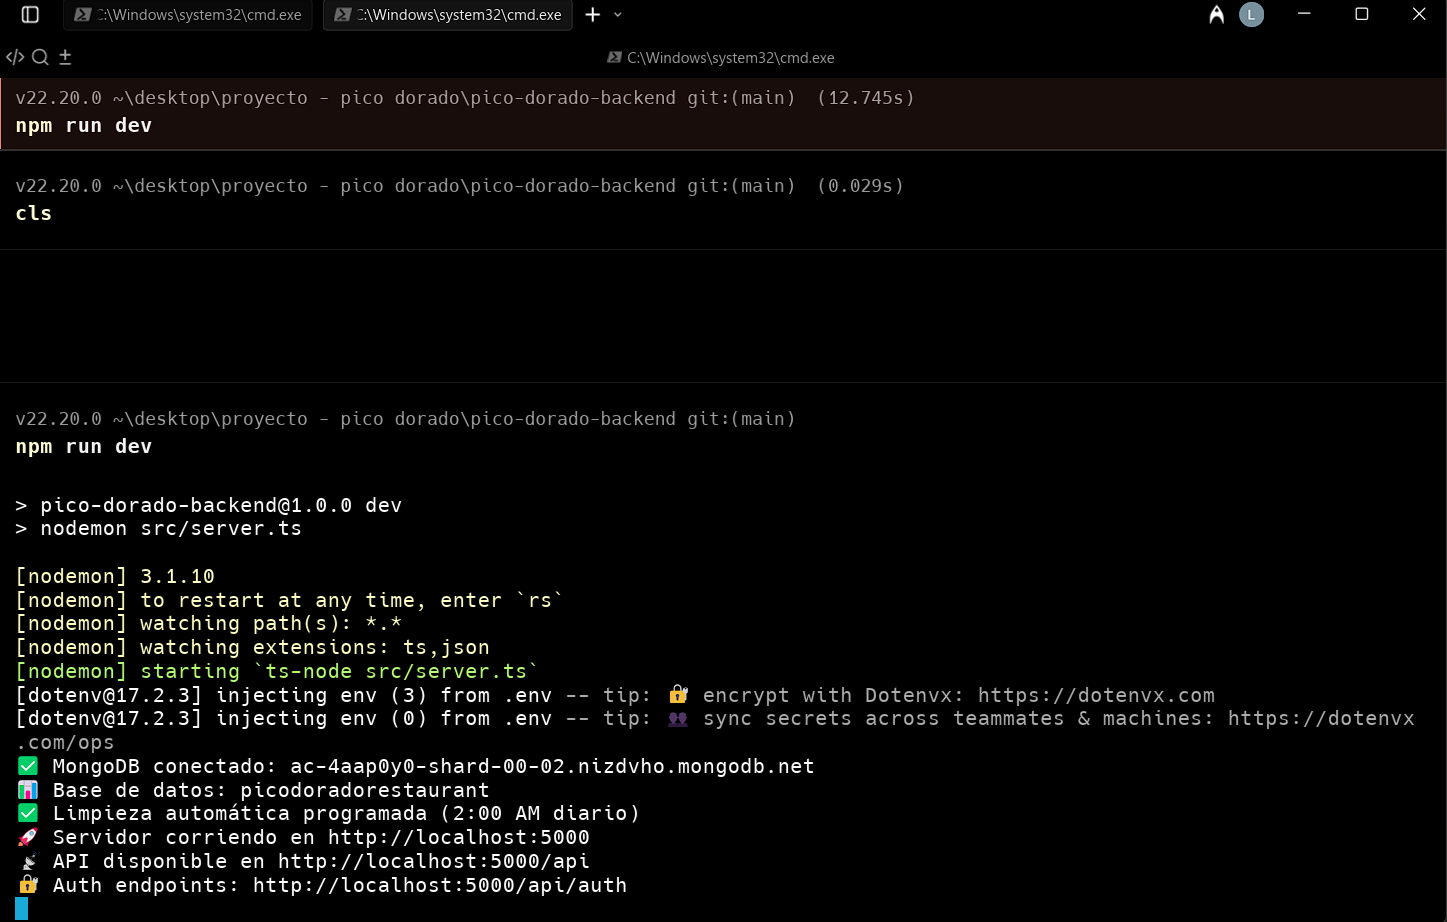 :\Windows\system32\cmd.exe
:\Windows\system32\cmd.exe
L
C:\Windows\system32\cmd.exe
v22.20.0 ~\desktop\proyecto - pico dorado\pico-dorado-backend git:(main) (12.745s)
npm run dev
v22.20.0 ~\desktop\proyecto - pico dorado\pico-dorado-backend git:(main) (0.029s)
cls
v22.20.0 ~\desktop\proyecto - pico dorado\pico-dorado-backend git:(main)
npm run dev
> pico-dorado-backend@1.0.0 dev
> nodemon src/server.ts
[nodemon] 3.1.10
[nodemon] to restart at any time, enter `rs`
[nodemon] watching path(s): *.*
[nodemon] watching extensions: ts,json
[nodemon] starting `ts-node src/server.ts`
[dotenv@17.2.3] injecting env (3) from .env -- tip: 🔐 encrypt with Dotenvx: https://dotenvx.com
[dotenv@17.2.3] injecting env (0) from .env -- tip: 👥 sync secrets across teammates & machines: https://dotenvx
.com/ops
✅ MongoDB conectado: ac-4aap0y0-shard-00-02.nizdvho.mongodb.net
📊 Base de datos: picodoradorestaurant
✅ Limpieza automática programada (2:00 AM diario)
🚀 Servidor corriendo en http://localhost:5000
📡 API disponible en http://localhost:5000/api
🔐 Auth endpoints: http://localhost:5000/api/auth